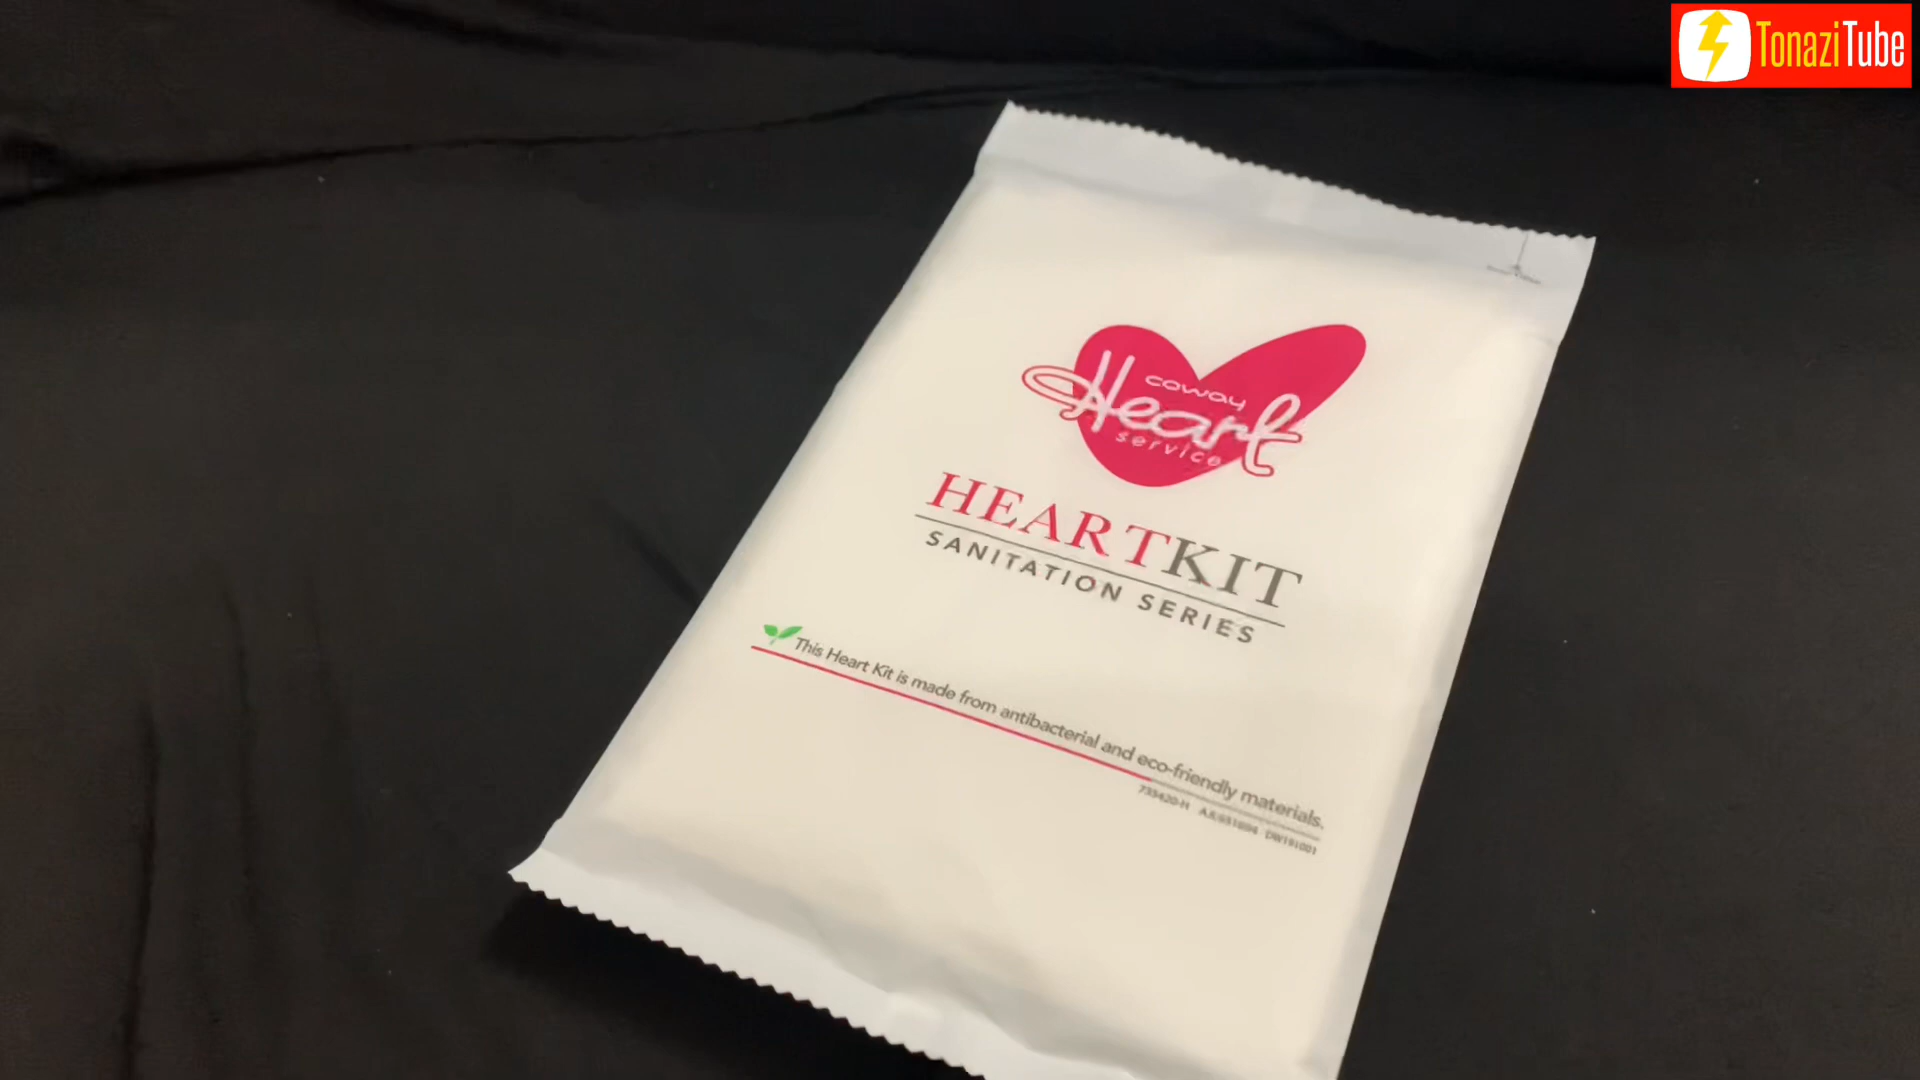 TonaziTube
coway
Heart
service
HEARTKIT
SANITATION SERIES
This Heart Kit is made from antibacterial and eco-friendly materials.